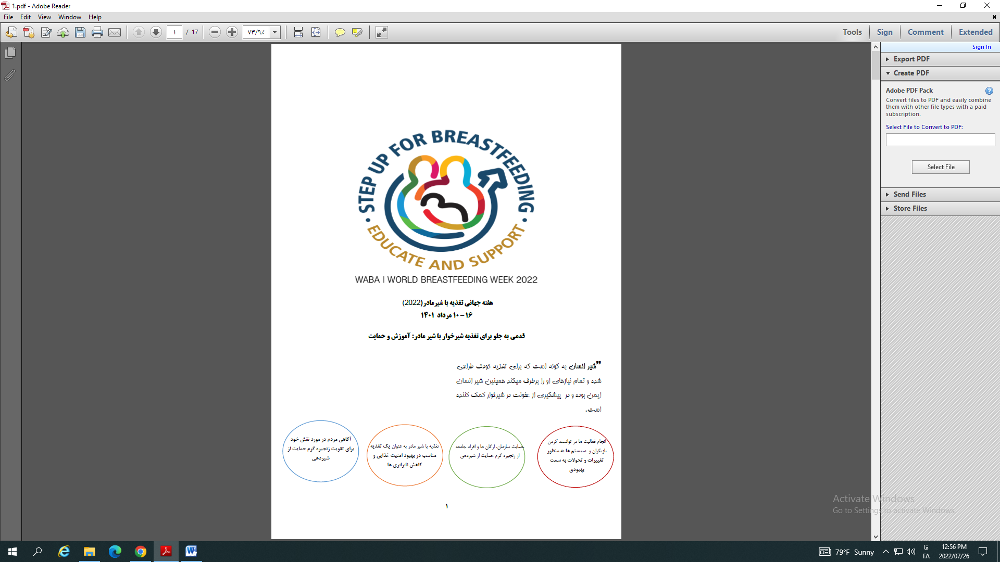 1.pdf - Adobe Reader
File Edit View Window Help
۱ / 17
۷۳/۹٪
Tools Sign Comment Extended
Sign In
Export PDF
Create PDF
Adobe PDF Pack
Convert files to PDF and easily combine
them with other file types with a paid
subscription.
Select File to Convert to PDF:
Select File
Send Files
Store Files
STEP UP FOR BREASTFEEDING
EDUCATE AND SUPPORT
WABA | WORLD BREASTFEEDING WEEK 2022
هفته جهانی تغذیه با شیرمادر(2022)
۱۶ – ۱۰ مرداد ۱۴۰۱
قدمی به جلو برای تغذیه شیرخوار با شیر مادر: آموزش و حمایت
”شیر انسان به گونه است که برای تغذیه کودک طراحی
شده و تمام نیازهای او را برطرف میکند همچنین شیر انسان
ایمن بوده و در پیشگیری از عفونت در شیرخوار کمک کننده
است.
انجام فعالیت ها در توانمند کردن
بازیگران و سیستم ها به منظور
تغییرات و تحولات به سمت
بهبودی
حمایت سازمان، ارگان ها و افراد جامعه
از زنجیره گرم حمایت از شیردهی
تغذیه با شیر مادر به عنوان یک تغذیه
مناسب در بهبود امنیت غذایی و
کاهش نابرابری ها
آگاهی مردم در مورد نقش خود
برای تقویت زنجیره گرم حمایت از
شیردهی
۱
Activate Windows
Go to Settings to activate Windows.
79°F Sunny
فا
FA
12:56 PM
2022/07/26